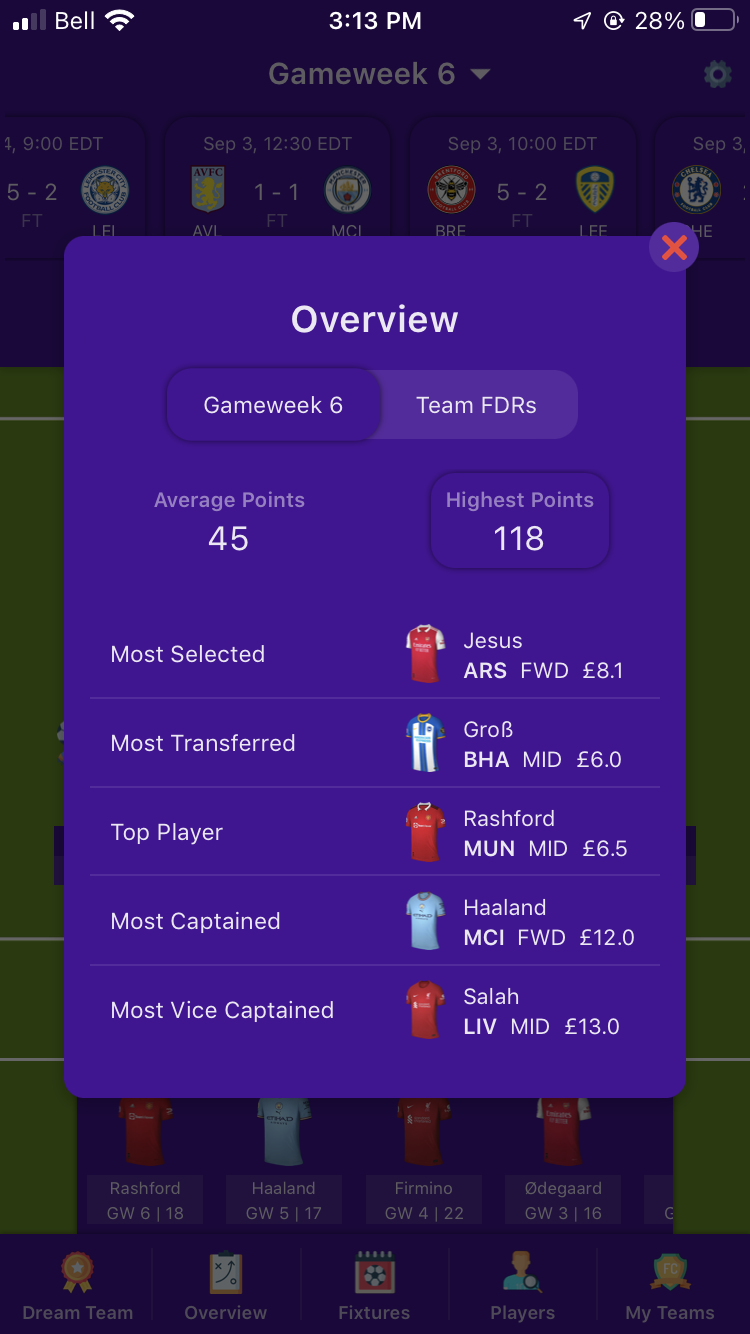 Bell 3:13 PM 28%
Gameweek 6
4, 9:00 EDT Sep 3, 12:30 EDT Sep 3, 10:00 EDT Sep 3,
5 - 2 1 - 1 5 - 2
FT FT FT
LEI AVL MCI BRE LEE HE
Overview
Gameweek 6 Team FDRs
Average Points Highest Points
45 118
Most Selected
Jesus
ARS FWD £8.1
Most Transferred
Groß
BHA MID £6.0
Top Player
Rashford
MUN MID £6.5
Most Captained
Haaland
MCI FWD £12.0
Most Vice Captained
Salah
LIV MID £13.0
Rashford Haaland Firmino Ødegaard
GW 6 | 18 GW 5 | 17 GW 4 | 22 GW 3 | 16 G
Dream Team Overview Fixtures Players My Teams